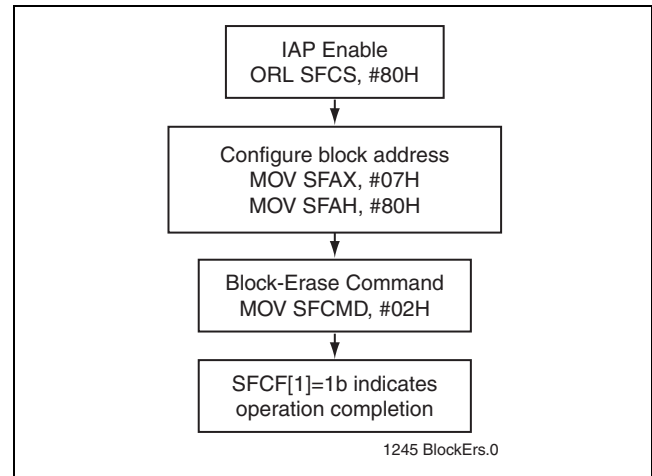 IAP Enable
ORL SFCS, #80H
Configure block address
MOV SFAX, #07H
MOV SFAH, #80H
Block-Erase Command
MOV SFCMD, #02H
SFCF[1]=1b indicates
operation completion
1245 BlockErs.0